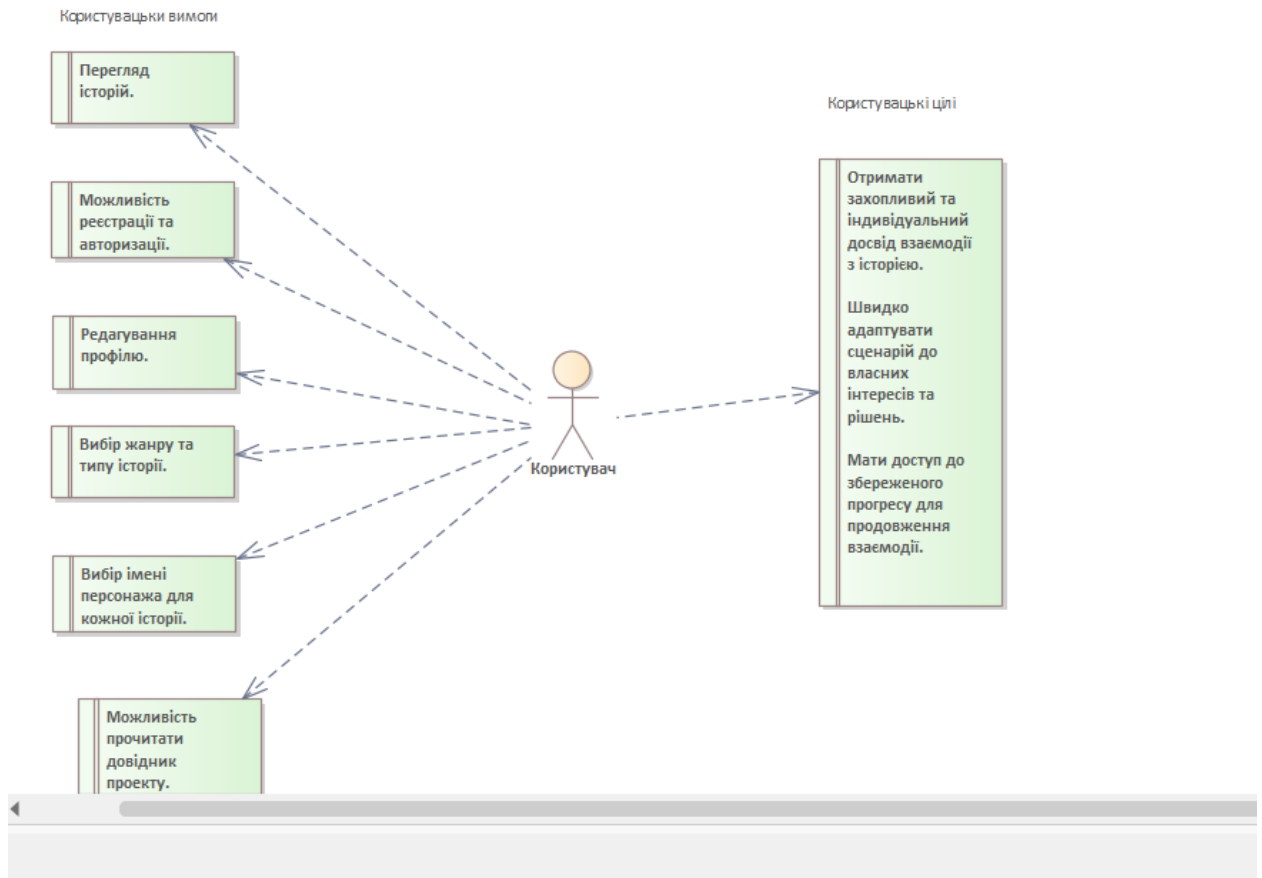 Користувацьки вимоги
Перегляд
історій.
Можливість
реєстрації та
авторизації.
Редагування
профілю.
Вибір жанру та
типу історії.
Вибір імені
персонажа для
кожної історії.
Можливість
прочитати
довідник
проекту.
Користувач
Користувацькі цілі
Отримати
захопливий та
індивідуальний
досвід взаємодії
з історією.
Швидко
адаптувати
сценарій до
власних
інтересів та
рішень.
Мати доступ до
збереженого
прогресу для
продовження
взаємодії.